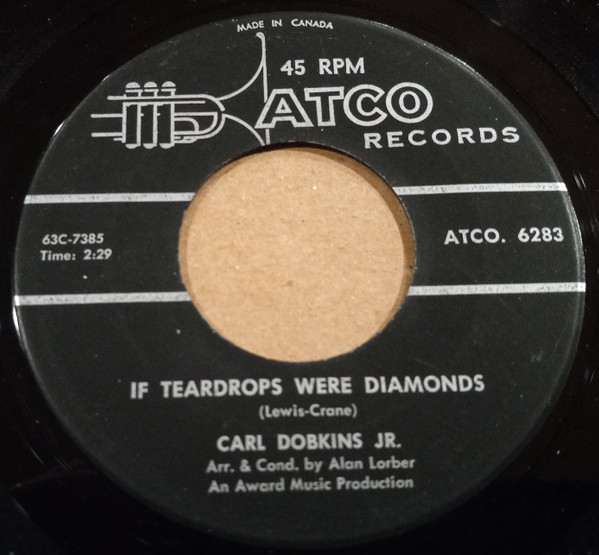 MADE IN CANADA
45 RPM
ATCO
RECORDS
63C-7385
Time: 2:29
ATCO. 6283
IF TEARDROPS WERE DIAMONDS
(Lewis-Crane)
CARL DOBKINS JR.
Arr. & Cond. by Alan Lorber
An Award Music Production